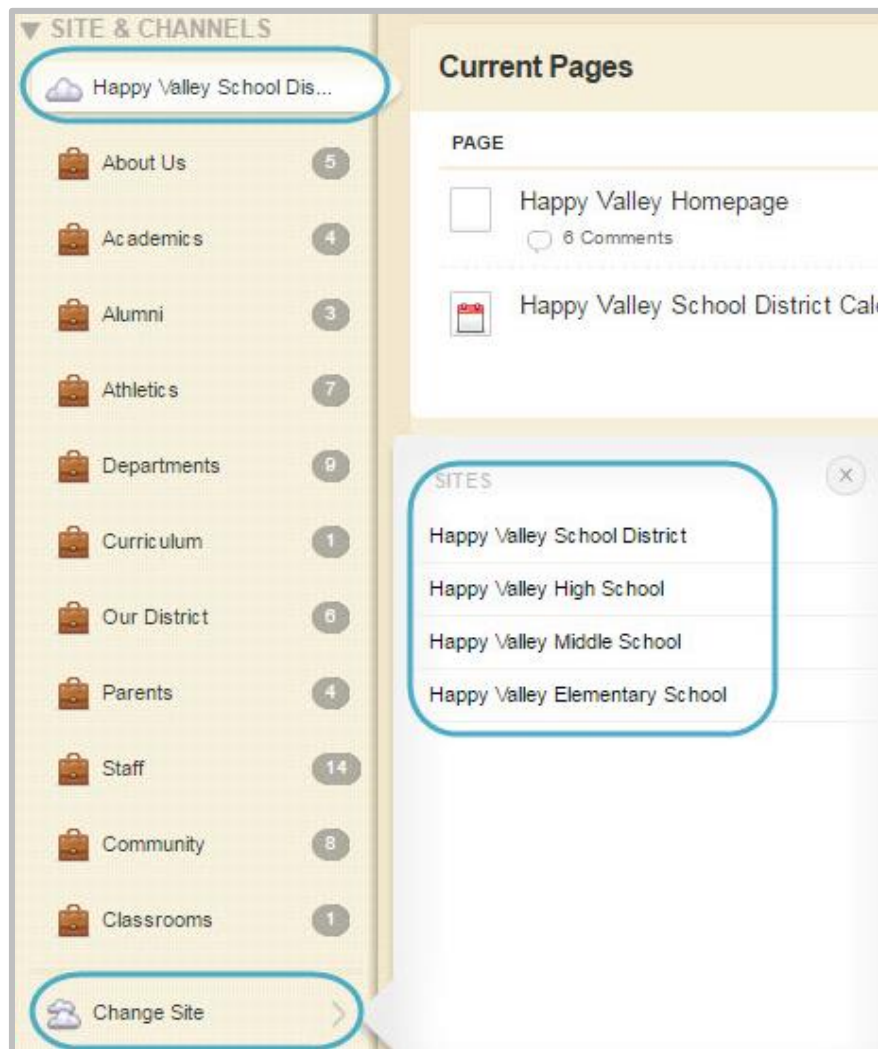 SITE & CHANNELS
Happy Valley School Dis...
About Us 5
Academics 4
Alumni 3
Athletics 7
Departments 9
Curriculum 1
Our District 6
Parents 4
Staff 14
Community 8
Classrooms 1
Change Site
Current Pages
PAGE
Happy Valley Homepage
6 Comments
Happy Valley School District Cal
SITES
Happy Valley School District
Happy Valley High School
Happy Valley Middle School
Happy Valley Elementary School